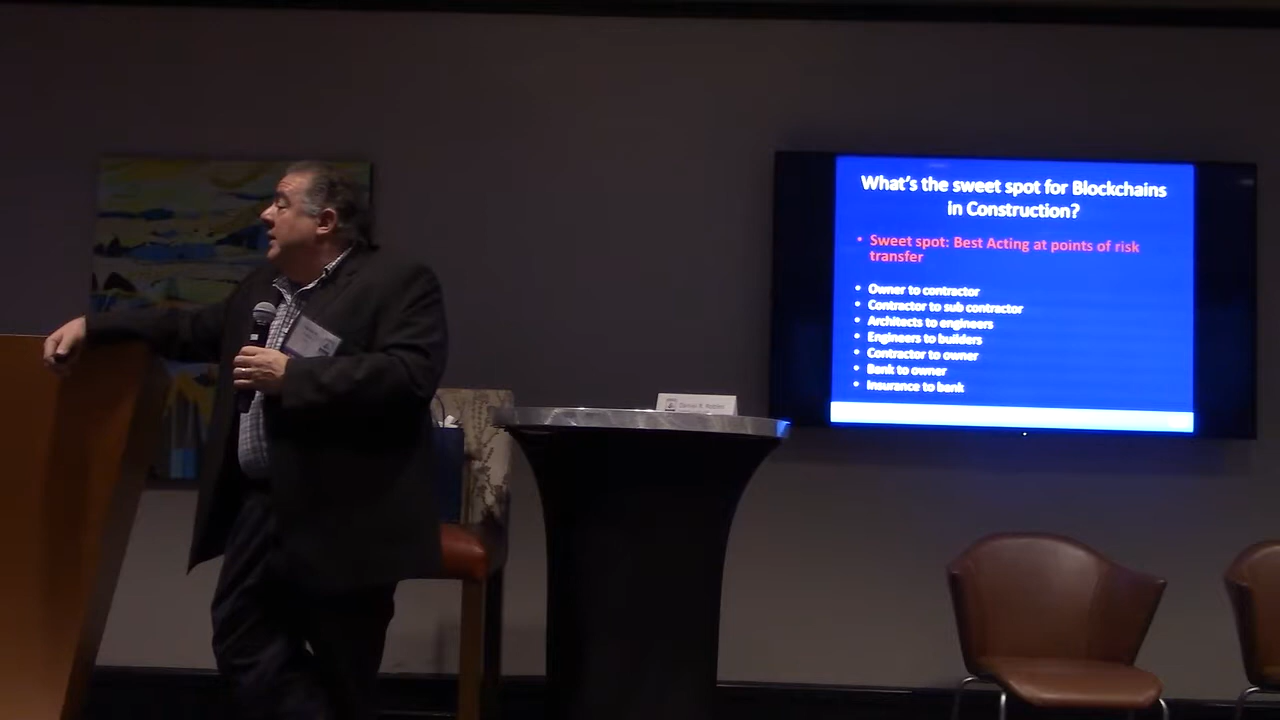 What's the sweet spot for Blockchains
in Construction?
• Sweet spot: Best Acting at points of risk
transfer
• Owner to contractor
• Contractor to sub contractor
• Architects to engineers
• Engineers to builders
• Contractor to owner
• Bank to owner
• Insurance to bank